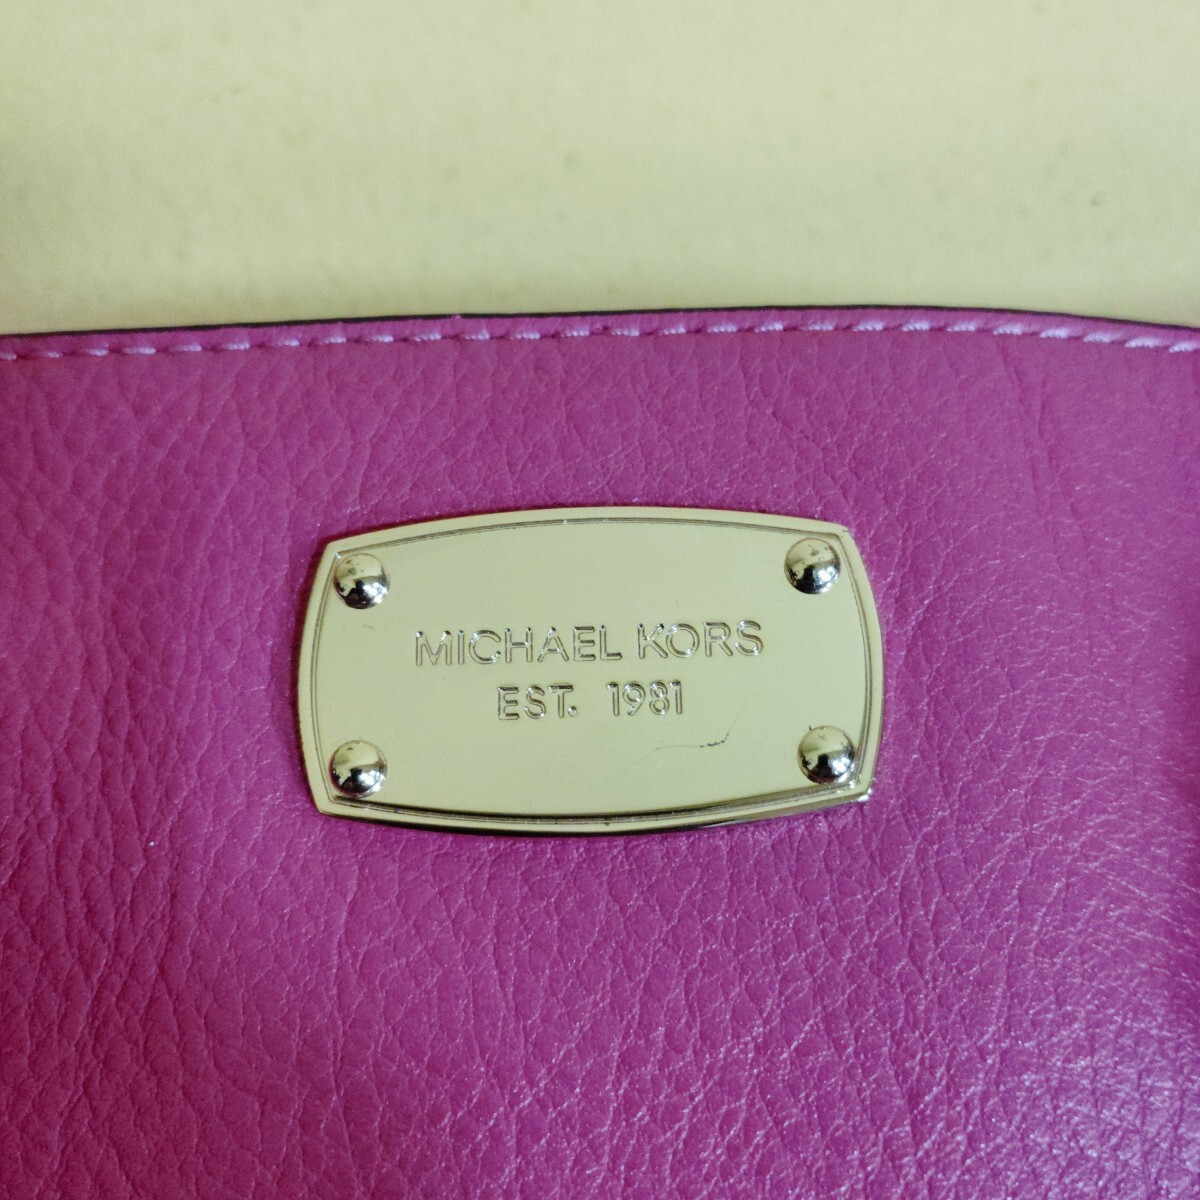 MICHAEL KORS
EST. 1981